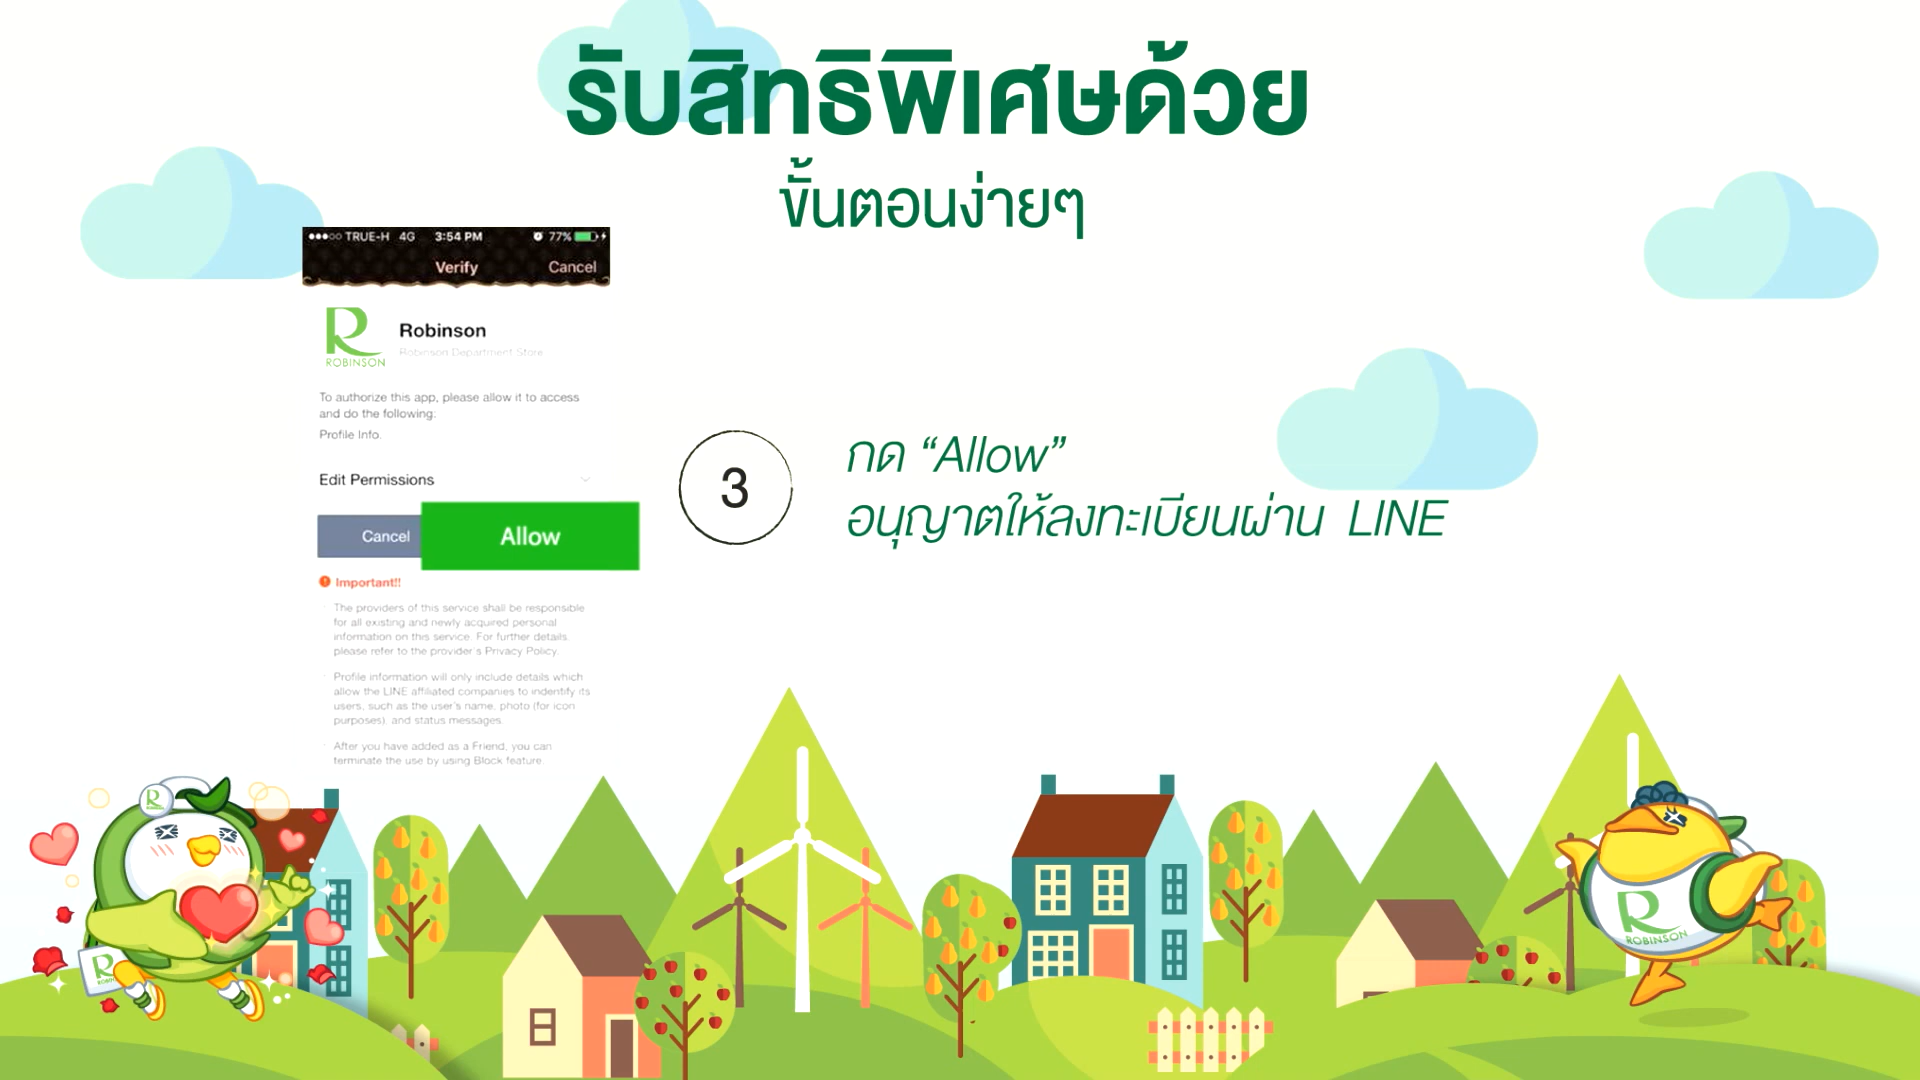 รับสิทธิพิเศษด้วย
ขั้นตอนง่ายๆ
TRUE-H 4G 3:54 PM 77%
Verify Cancel
R
ROBINSON
Robinson
Robinson Department Store
To authorize this app, please allow it to access
and do the following:
Profile Info.
Edit Permissions
Cancel Allow
! Important!!
The providers of this service shall be responsible
for all existing and newly acquired personal
information on this service. For further details
please refer to the provider's Privacy Policy.
Profile information will only include details which
allow the LINE affiliated companies to indentify its
users, such as the user's name, photo (for icon
purposes), and status messages.
After you have added as a Friend, you can
terminate the use by using Block feature.
3
กด “Allow”
อนุญาตให้ลงทะเบียนผ่าน LINE
R
R
R
ROBINSON